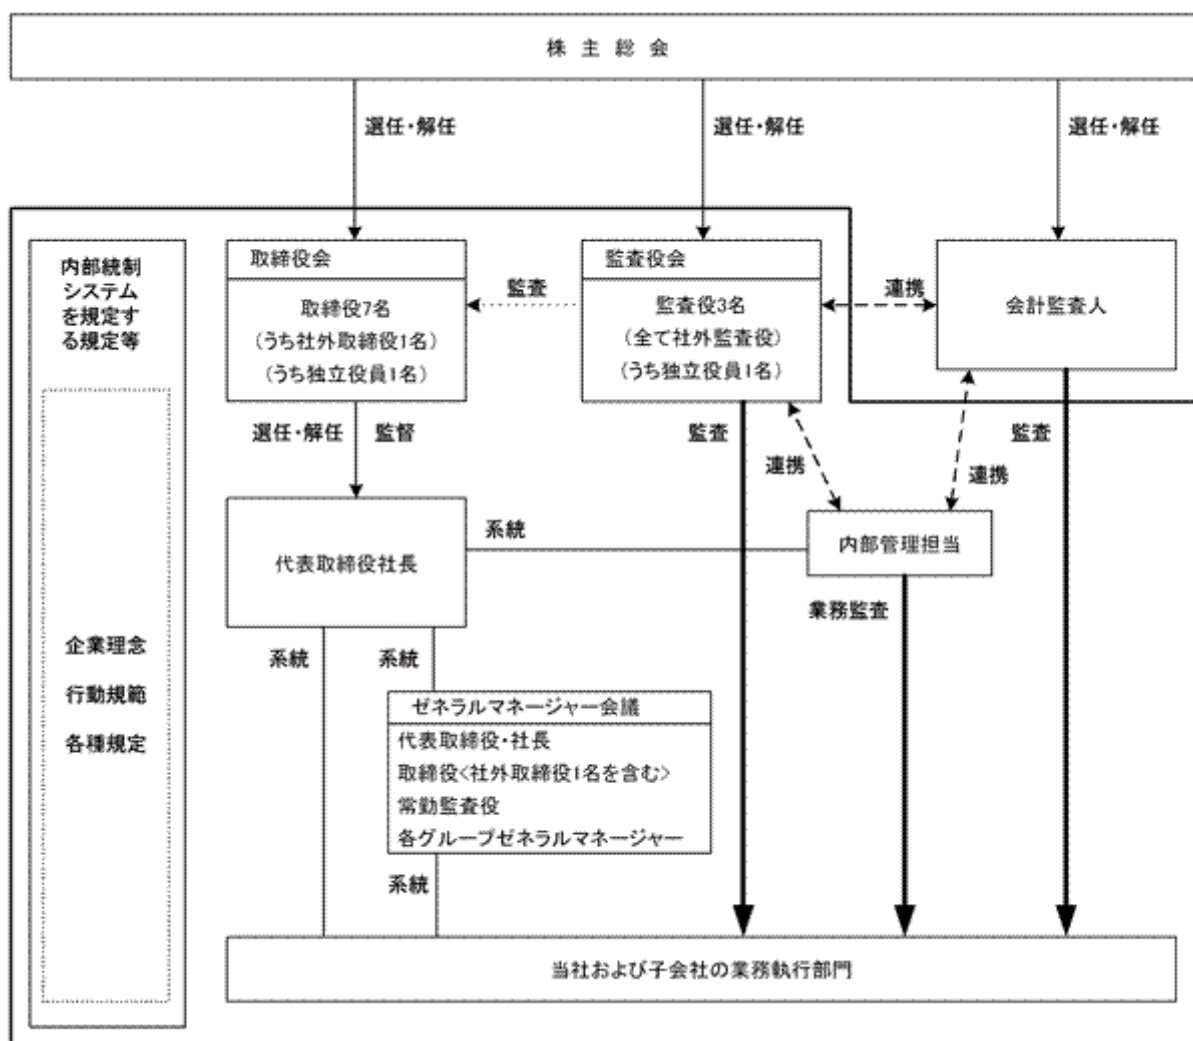 株 主 総 会
選任・解任
選任・解任
選任・解任
内部統制
システム
を規定す
る規定等
企業理念
行動規範
各種規定
取締役会
取締役7名
(うち社外取締役1名)
(うち独立役員1名)
監査
監査役会
監査役3名
(全て社外監査役)
(うち独立役員1名)
連携
会計監査人
選任・解任
監督
監査
連携
連携
監査
代表取締役社長
系統
内部管理担当
業務監査
系統
系統
ゼネラルマネージャー会議
代表取締役・社長
取締役<社外取締役1名を含む>
常勤監査役
各グループゼネラルマネージャー
系統
当社および子会社の業務執行部門